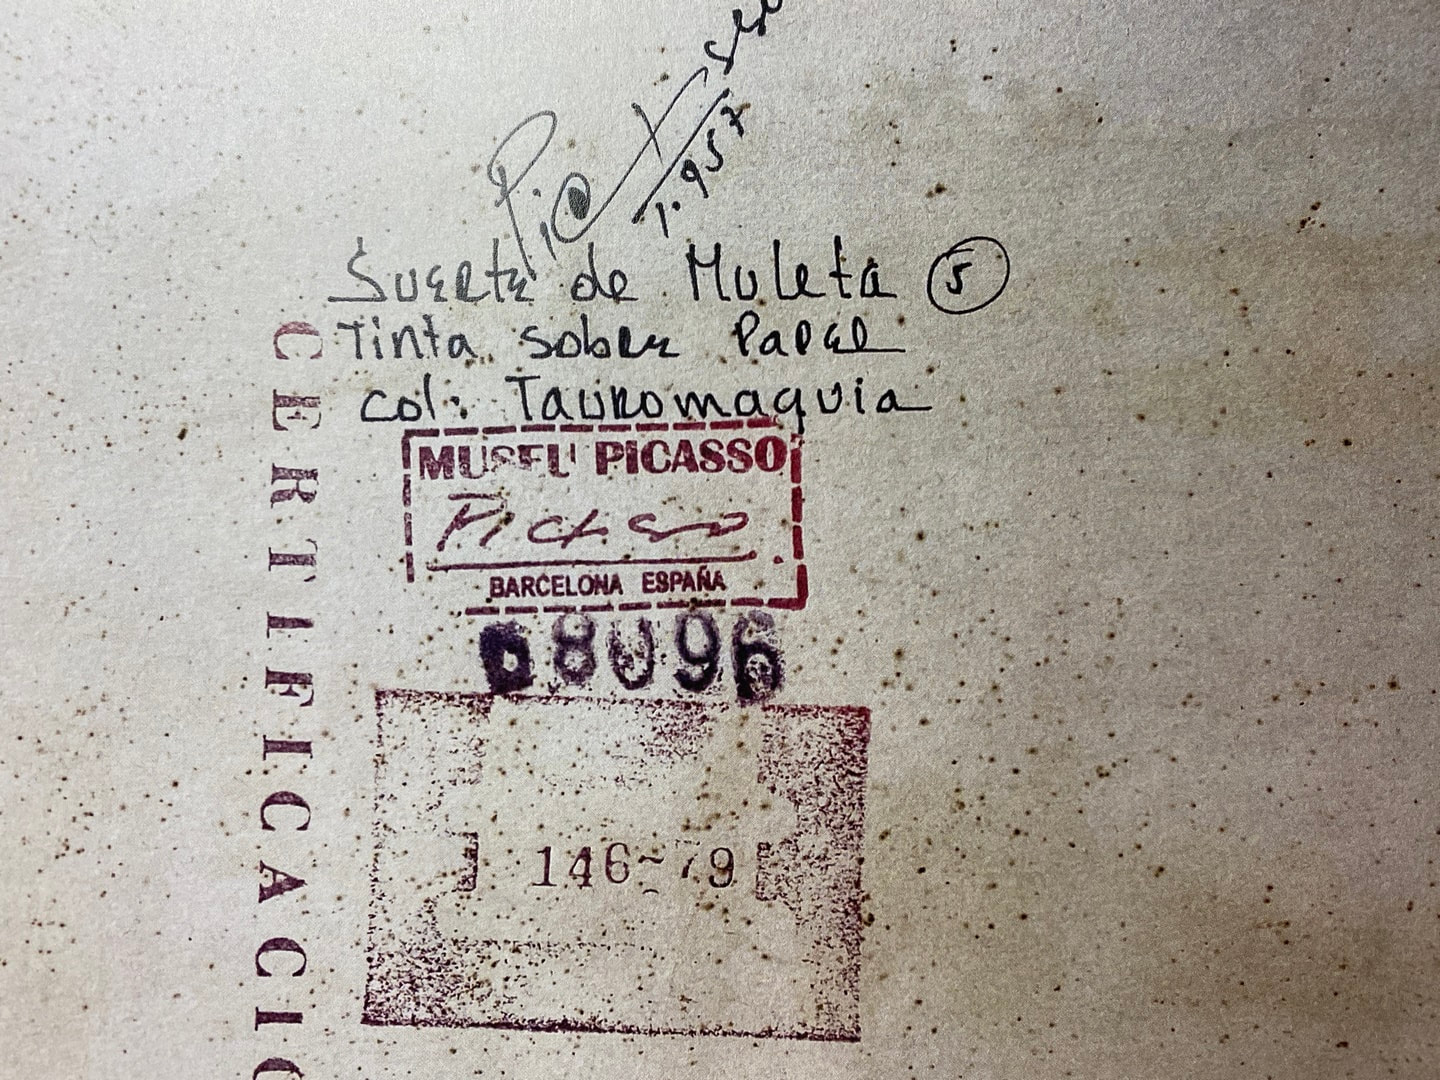 1.957
Suerte de Muleta 5
Tinta sobre Papel
col: Tauromaquia
MUSEU PICASSO
Picasso
BARCELONA ESPAÑA
8096
146-79
CERTIFICACIO